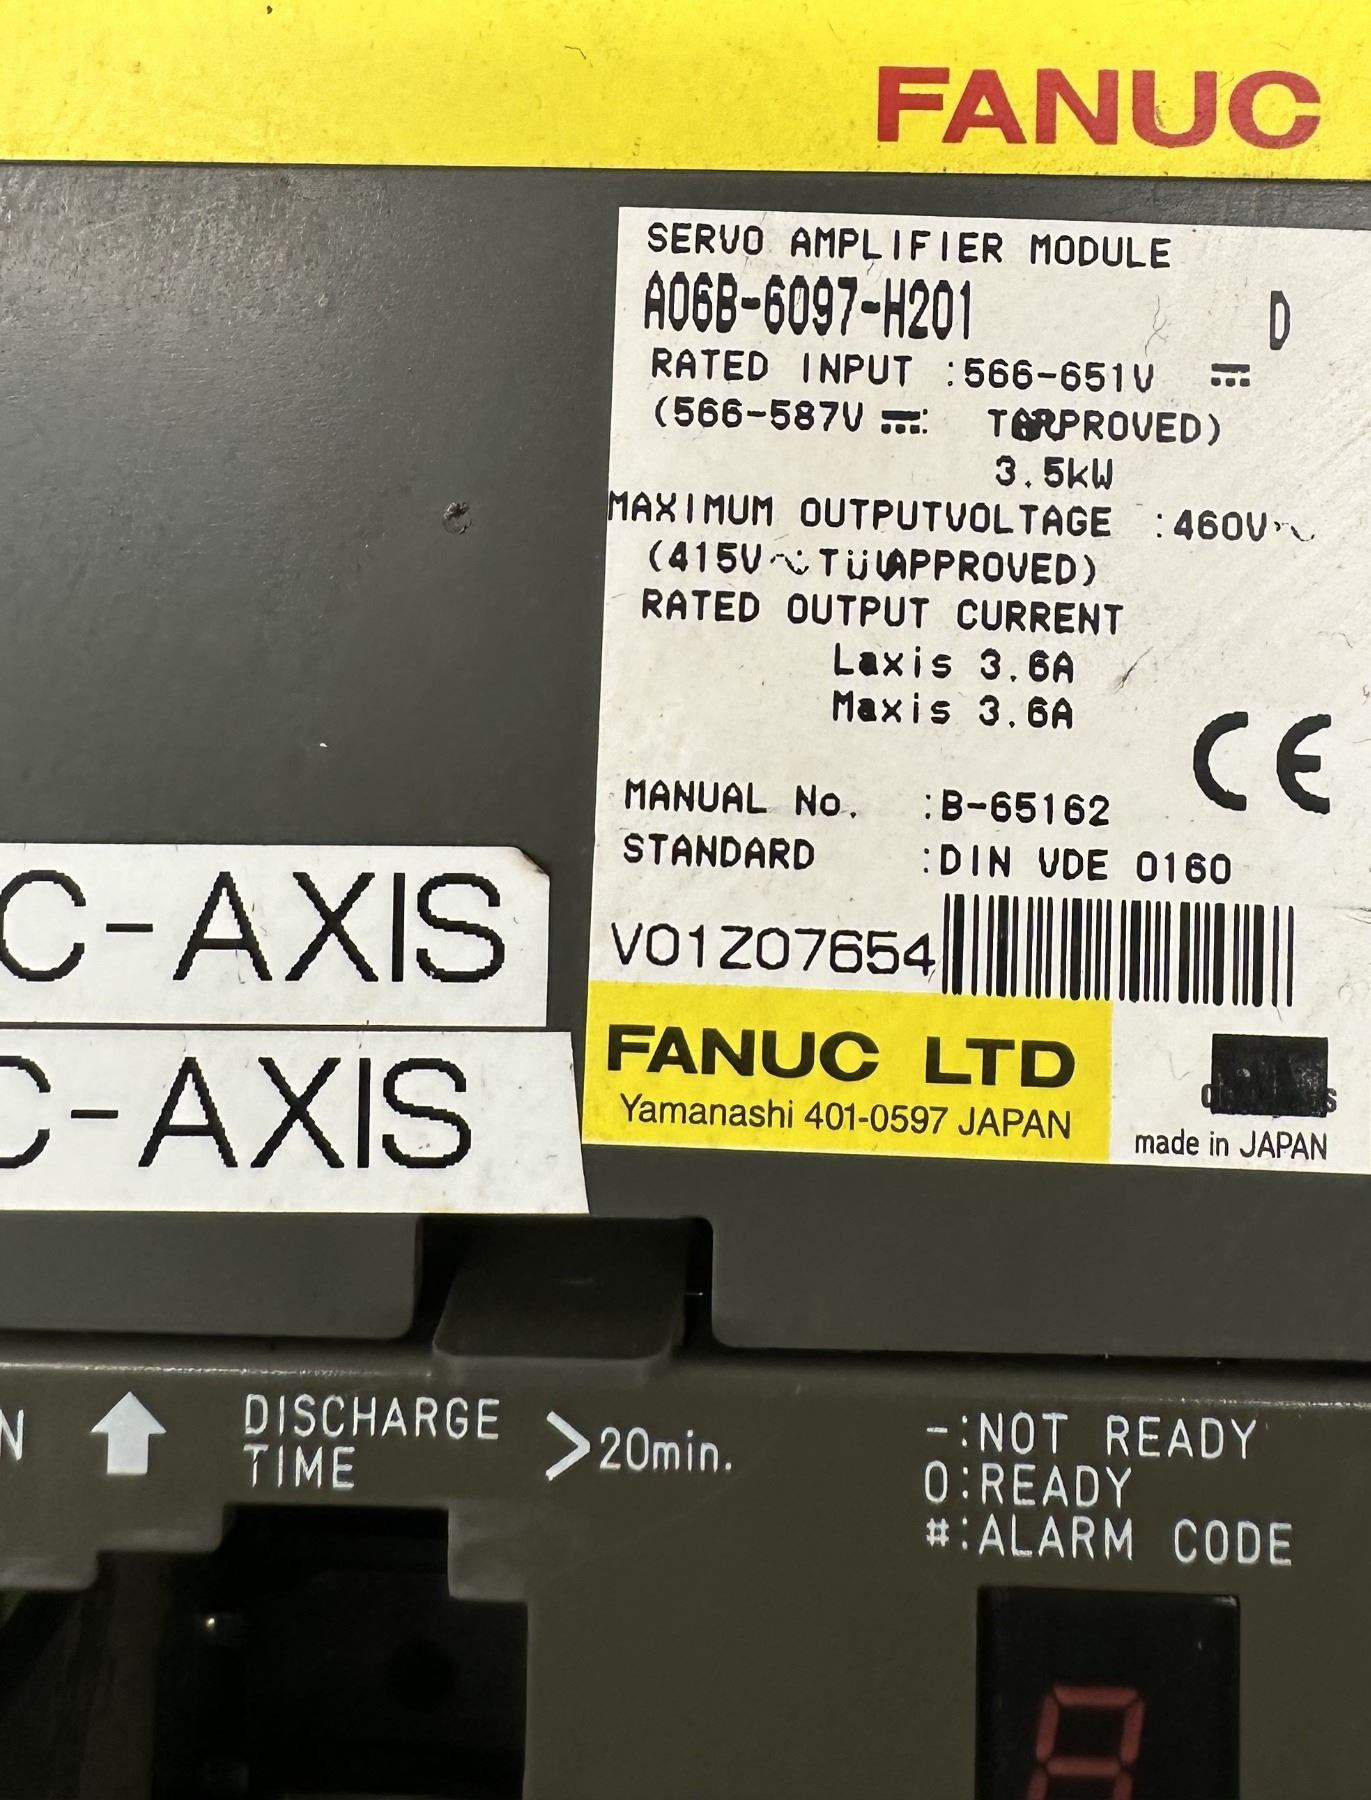 FANUC
SERVO AMPLIFIER MODULE
A06B-6097-H201 D
RATED INPUT :566-651V
(566-587V
3.5kW
MAXIMUM OUTPUTVOLTAGE :460V~
(415V~ TüVAPPROVED)
RATED OUTPUT CURRENT
Laxis 3.6A
Maxis 3.6A
CE
MANUAL No. :B-65162
STANDARD :DIN VDE 0160
V01Z07654
FANUC LTD
Yamanashi 401-0597 JAPAN
made in JAPAN
C-AXIS
C-AXIS
N
DISCHARGE
TIME
>20min.
-:NOT READY
0:READY
#:ALARM CODE